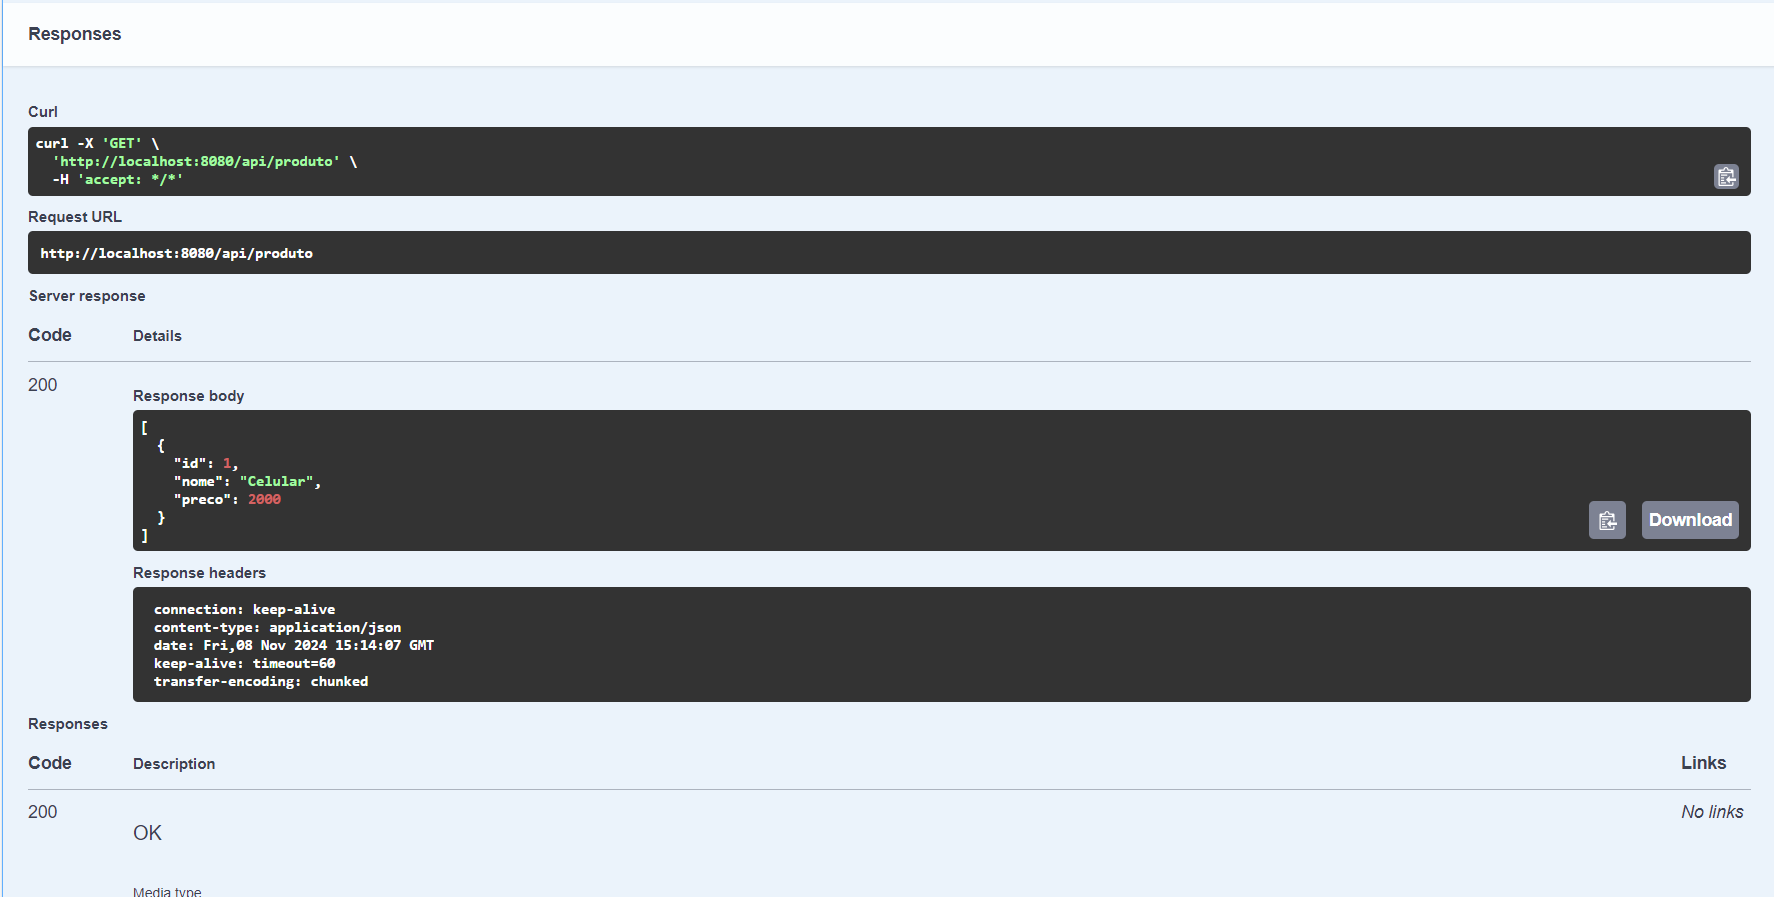 Responses
Curl
curl -X 'GET' \
  'http://localhost:8080/api/produto' \
  -H 'accept: */*'
Request URL
http://localhost:8080/api/produto
Server response
Code Details
200
Response body
[
  {
    "id": 1,
    "nome": "Celular",
    "preco": 2000
  }
]
Download
Response headers
connection: keep-alive
content-type: application/json
date: Fri,08 Nov 2024 15:14:07 GMT
keep-alive: timeout=60
transfer-encoding: chunked
Responses
Code Description Links
200 No links
OK
Media type